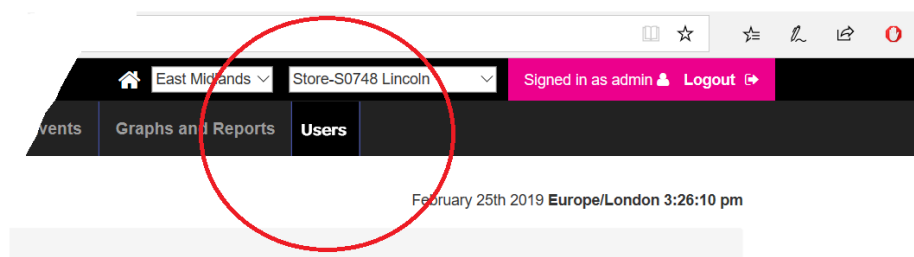 East Midlands Store-S0748 Lincoln Signed in as admin Logout
vents Graphs and Reports Users
February 25th 2019 Europe/London 3:26:10 pm